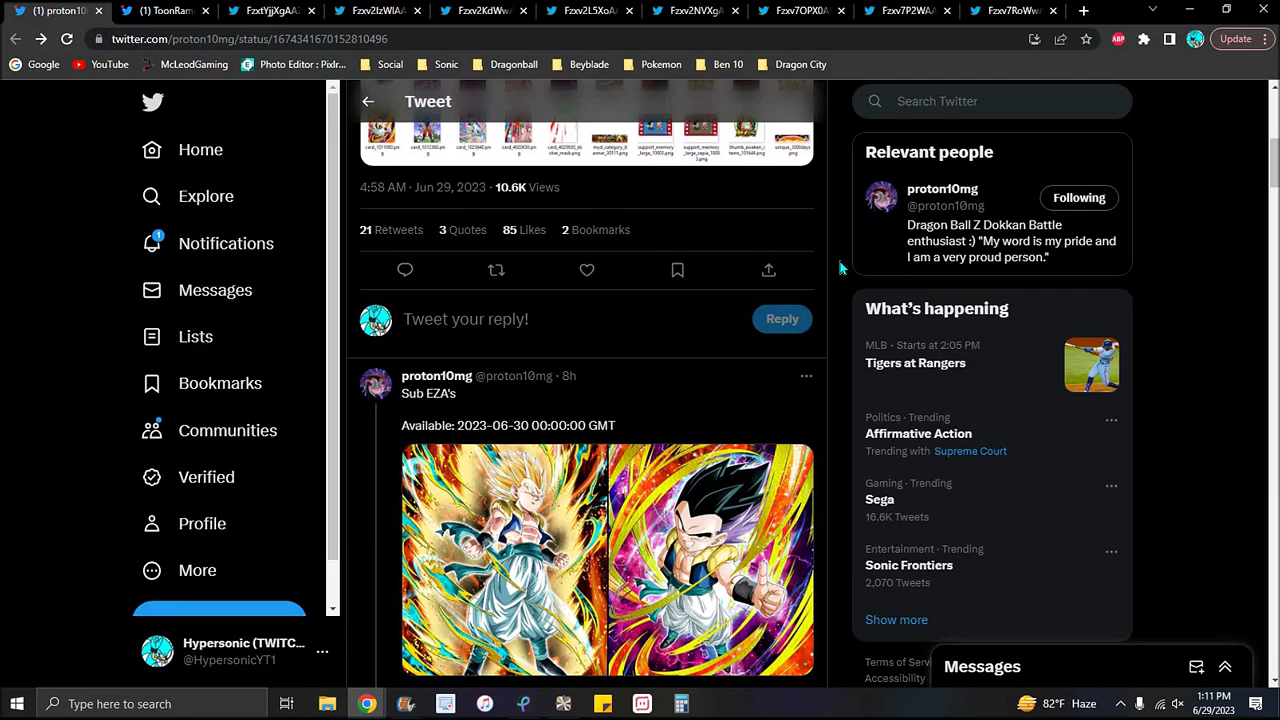 proton10
ToonRam
FxztYjjXgAA
Fzxv2IzWIA
Fzxv2KdWw
Fzxv2L5XoA
Fzxv2NVXgA
Fzxv7OPX0A
Fzxv7P2WA
Fzxv7RoWw
twitter.com/proton10mg/status/1674341670152810496
Update
Google
YouTube
McLeodGaming
Photo Editor : Pixlr...
Social
Sonic
Dragonball
Beyblade
Pokemon
Ben 10
Dragon City
Home
Explore
1
Notifications
Messages
Lists
Bookmarks
Communities
Verified
Profile
More
Hypersonic (TWITC...
@HypersonicYT1
Tweet
4:58 AM · Jun 29, 2023 · 10.6K Views
21 Retweets 3 Quotes 85 Likes 2 Bookmarks
Tweet your reply!
Reply
proton10mg @proton10mg · 8h
Sub EZA's
Available: 2023-06-30 00:00:00 GMT
Search Twitter
Relevant people
proton10mg
@proton10mg
Following
Dragon Ball Z Dokkan Battle
enthusiast :) "My word is my pride and
I am a very proud person."
What's happening
MLB · Starts at 2:05 PM
Tigers at Rangers
Politics · Trending
Affirmative Action
Trending with Supreme Court
Gaming · Trending
Sega
16.6K Tweets
Entertainment · Trending
Sonic Frontiers
2,070 Tweets
Show more
Terms of Serv
Accessibility
Messages
Type here to search
82°F Haze
1:11 PM
6/29/2023